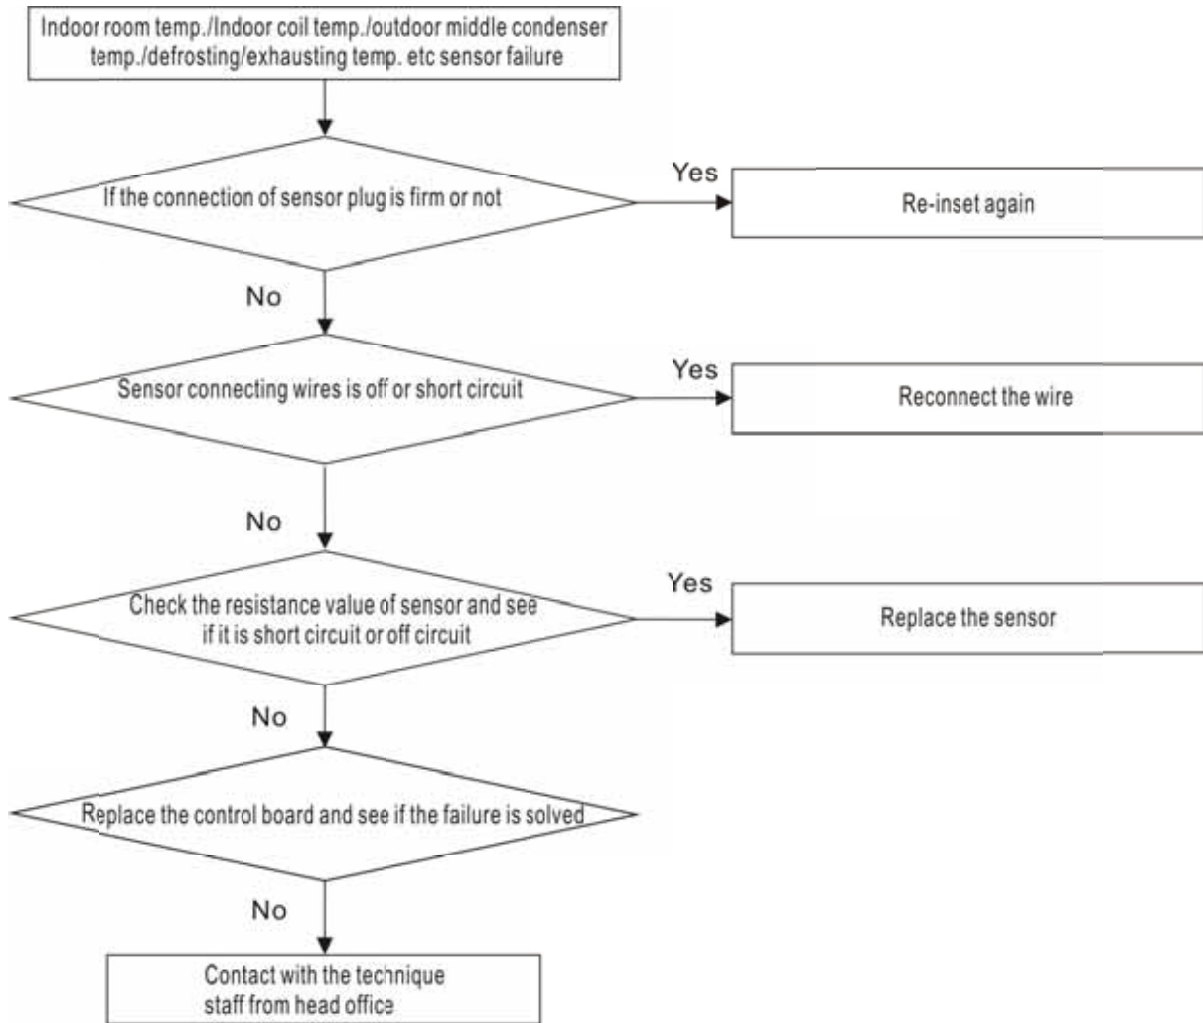 Indoor room temp./Indoor coil temp./outdoor middle condenser
temp./defrosting/exhausting temp. etc sensor failure
If the connection of sensor plug is firm or not
Yes
Re-inset again
No
Sensor connecting wires is off or short circuit
Yes
Reconnect the wire
No
Check the resistance value of sensor and see
if it is short circuit or off circuit
Yes
Replace the sensor
No
Replace the control board and see if the failure is solved
No
Contact with the technique
staff from head office